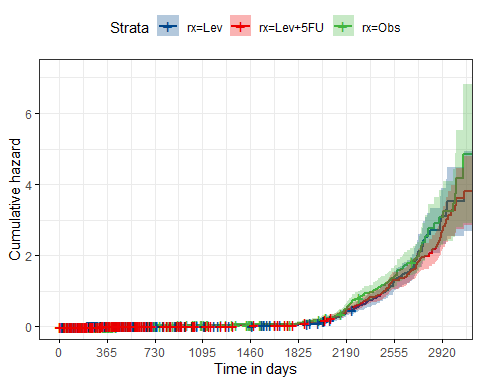 Strata rx=Lev rx=Lev+5FU rx=Obs
Cumulative hazard
6
4
2
0
0 365 730 1095 1460 1825 2190 2555 2920
Time in days